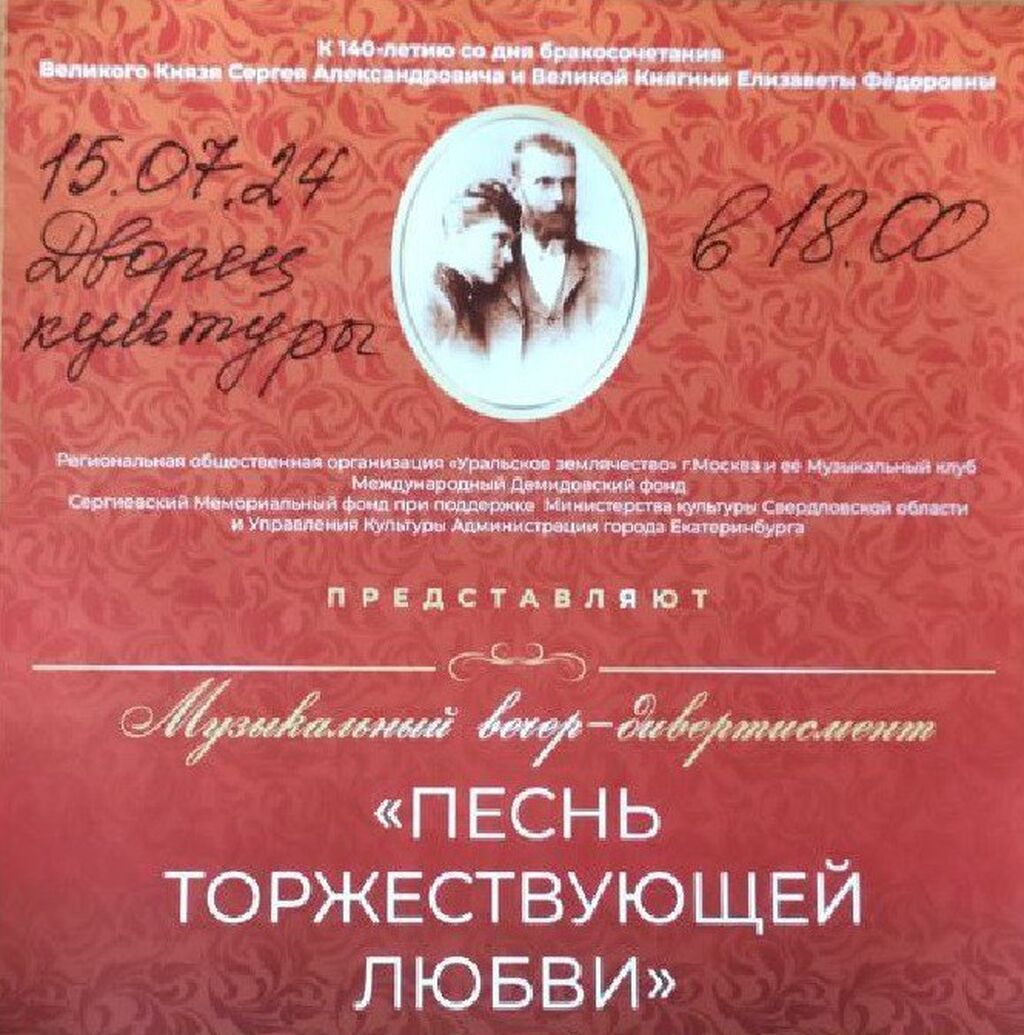 К 140-летию со дня бракосочетания
Великого Князя Сергея Александровича и Великой Княгини Елизаветы Фёдоровны
15.07.24
Дворец
культуры
в 18.00
Региональная общественная организация «Уральское землячество» г.Москва и ее Музыкальный клуб
Международный Демидовский фонд
Сергиевский Мемориальный фонд при поддержке Министерства культуры Свердловской области
и Управления Культуры Администрации города Екатеринбурга
ПРЕДСТАВЛЯЮТ
Музыкальный вечер-дивертисмент
«ПЕСНЬ
ТОРЖЕСТВУЮЩЕЙ
ЛЮБВИ»